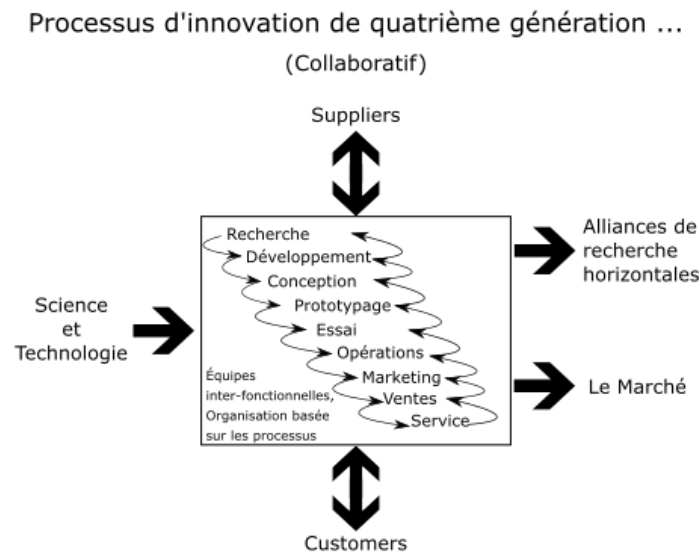 Processus d'innovation de quatrième génération ...
(Collaboratif)
Suppliers
Recherche
Développement
Conception
Prototypage
Essai
Opérations
Marketing
Ventes
Service
Équipes
inter-fonctionnelles,
Organisation basée
sur les processus
Science
et
Technologie
Alliances de
recherche
horizontales
Le Marché
Customers